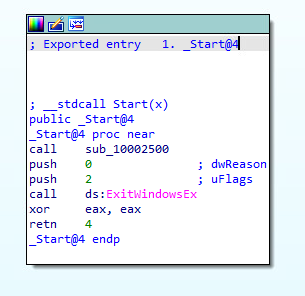 ; Exported entry   1. _Start@4
; __stdcall Start(x)
public _Start@4
_Start@4 proc near
call    sub_10002500
push    0               ; dwReason
push    2               ; uFlags
call    ds:ExitWindowsEx
xor     eax, eax
retn    4
_Start@4 endp